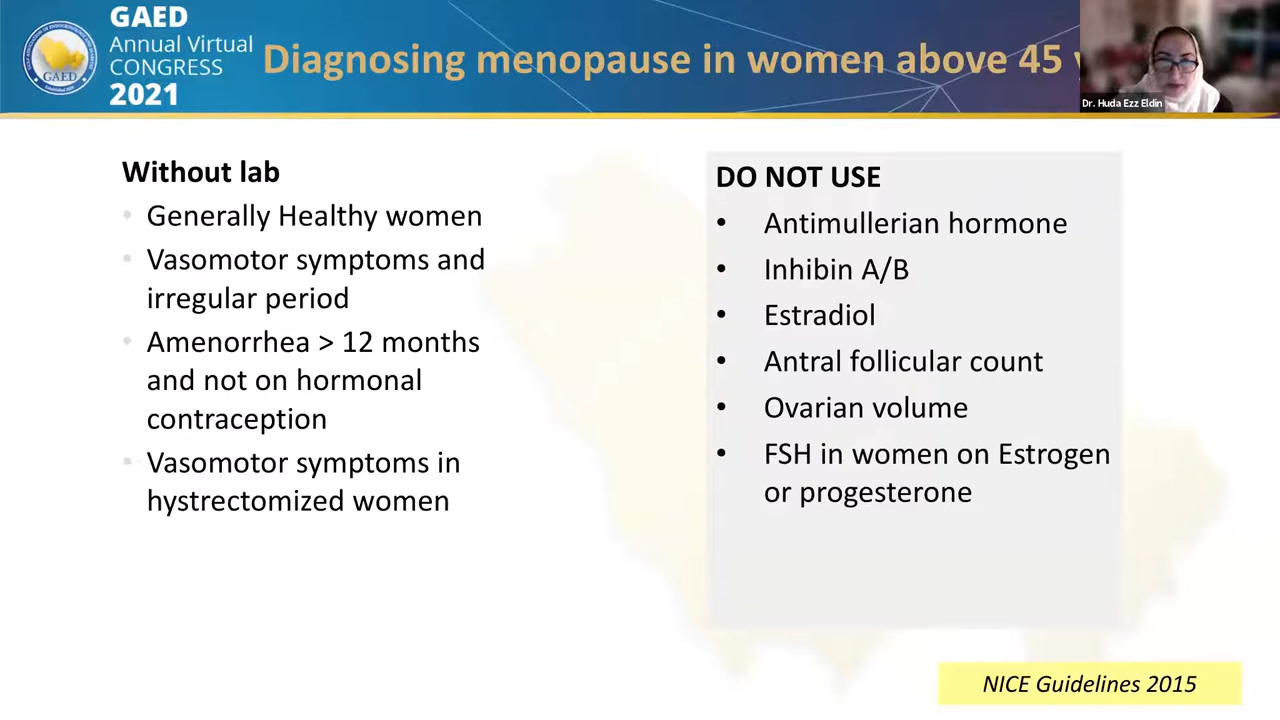 GAED
Annual Virtual
CONGRESS
2021
GAED
Diagnosing menopause in women above 45
Dr. Huda Ezz Eldin
Without lab
• Generally Healthy women
• Vasomotor symptoms and
irregular period
• Amenorrhea > 12 months
and not on hormonal
contraception
• Vasomotor symptoms in
hystrectomized women
DO NOT USE
• Antimullerian hormone
• Inhibin A/B
• Estradiol
• Antral follicular count
• Ovarian volume
• FSH in women on Estrogen
or progesterone
NICE Guidelines 2015